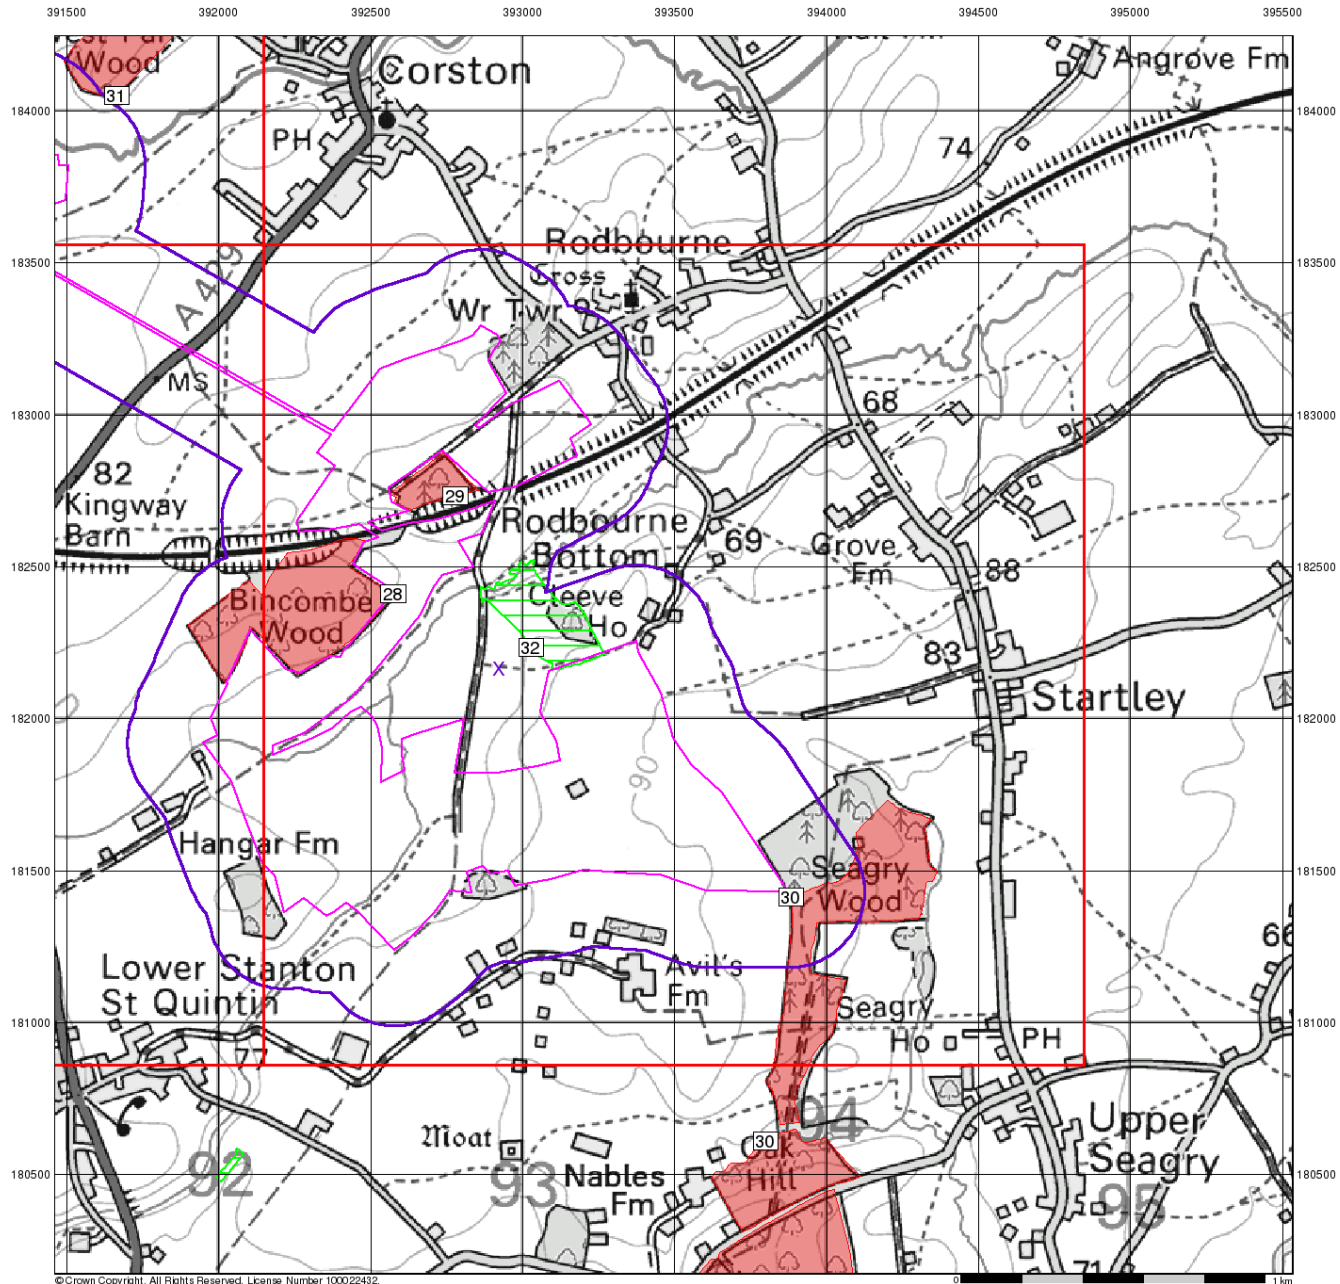 391500 392000 392500 393000 393500 394000 394500 395000 395500
Wood
31
Corston
PH
Angrove Fm
184000
184000
74
183500
183500
A 429
Rodbourne
Cross
Wr Twr
MS
183000
183000
68
82
Kingway
Barn
29
Rodbourne
Bottom
69
Grove
Fm
88
182500
182500
Bincombe
Wood
28
Cleeve
Ho
32
X
83
Startley
182000
182000
90
Hangar Fm
181500
181500
Seagry
Wood
30
66
Lower Stanton
St Quintin
Avil's
Fm
Seagry
Ho
PH
181000
181000
77
94
Moat
30
Oak
Hill
Upper
Seagry
180500
180500
92
93
Nables
Fm
95
71
© Crown Copyright. All Rights Reserved. License Number 100022432.
0 1 km